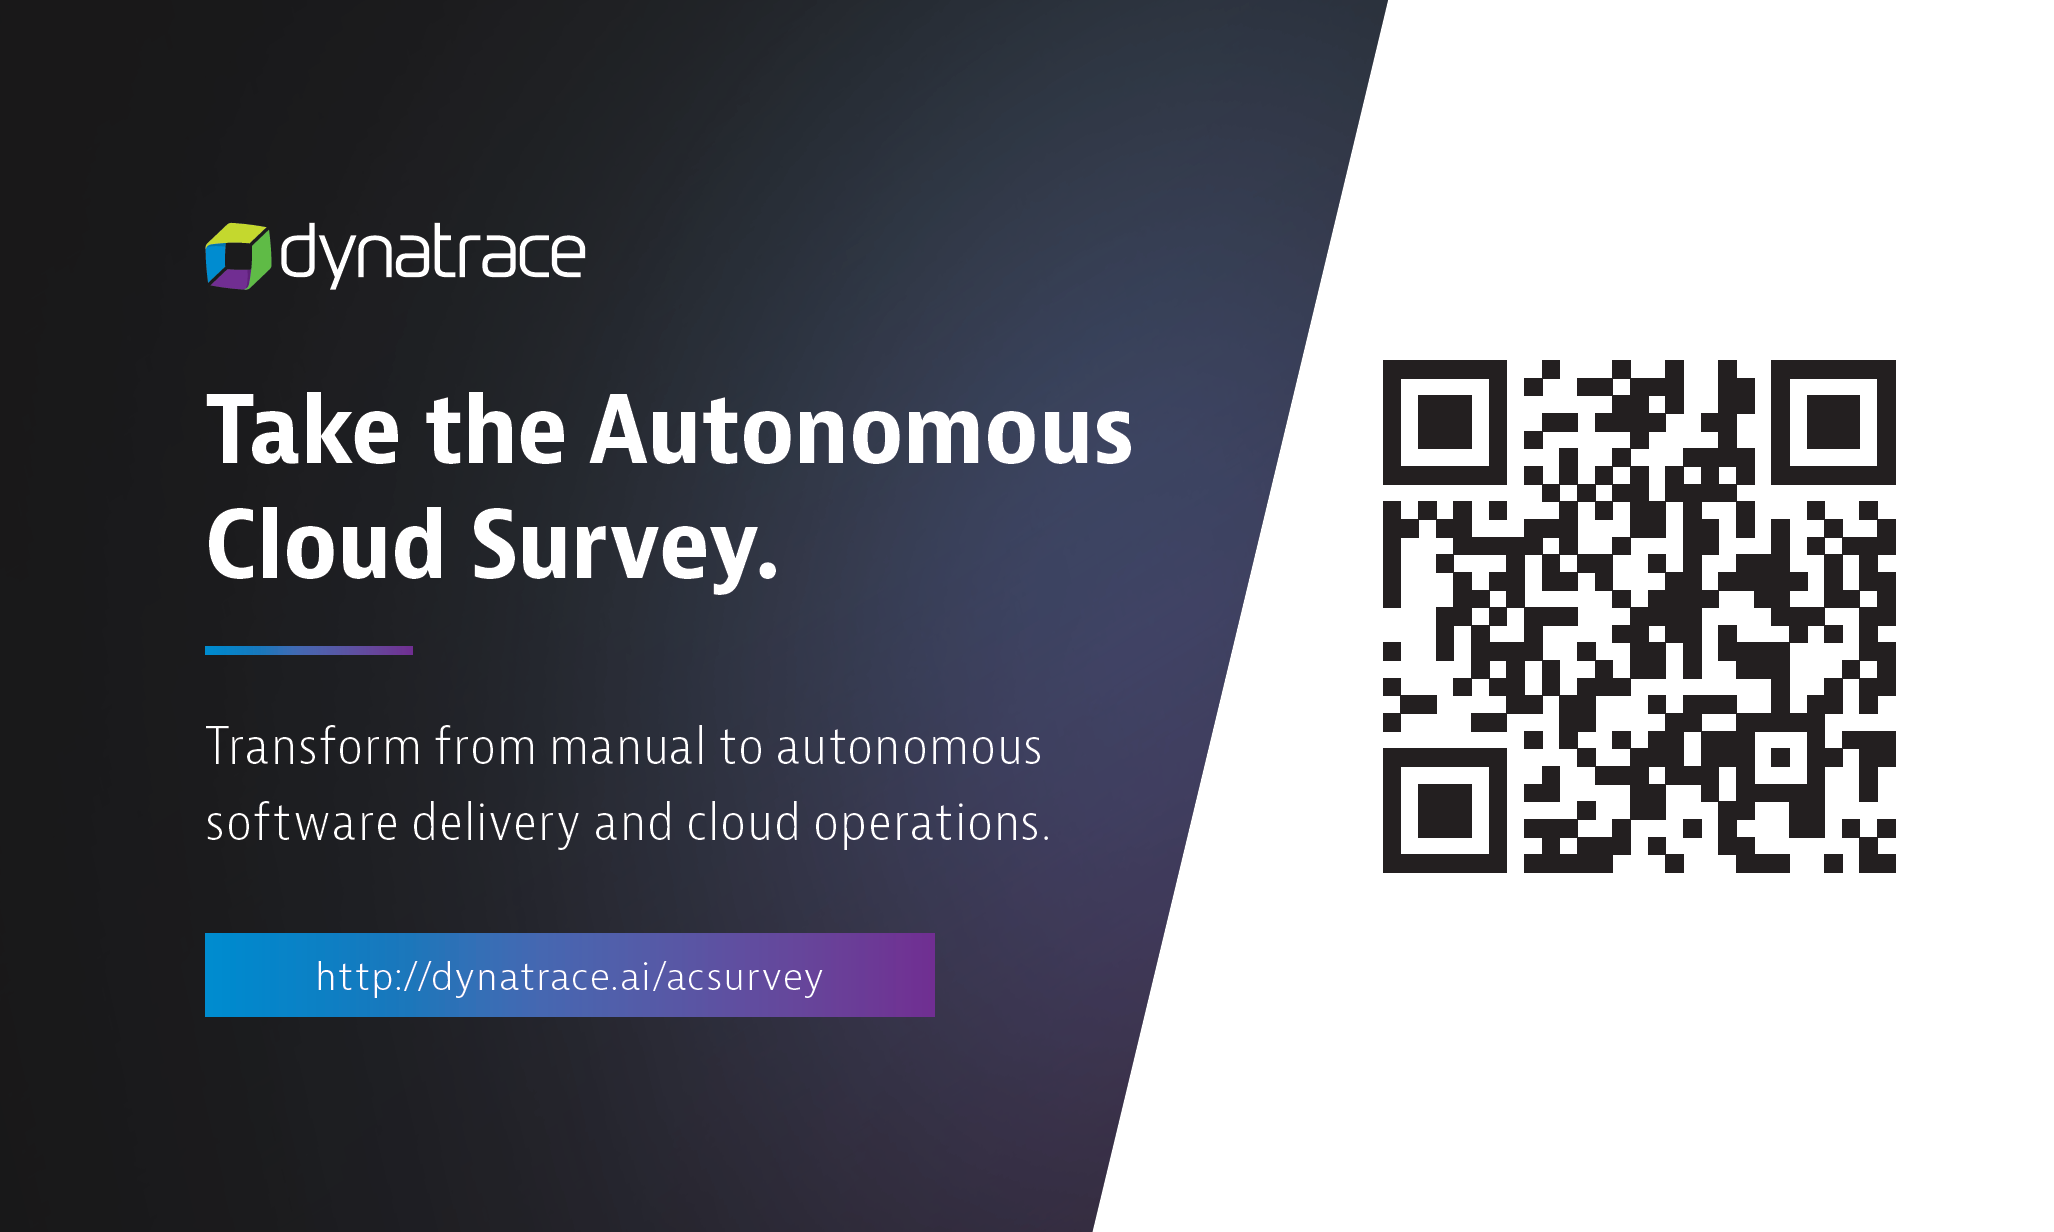 dynatrace
Take the Autonomous
Cloud Survey.
Transform from manual to autonomous
software delivery and cloud operations.
http://dynatrace.ai/acsurvey